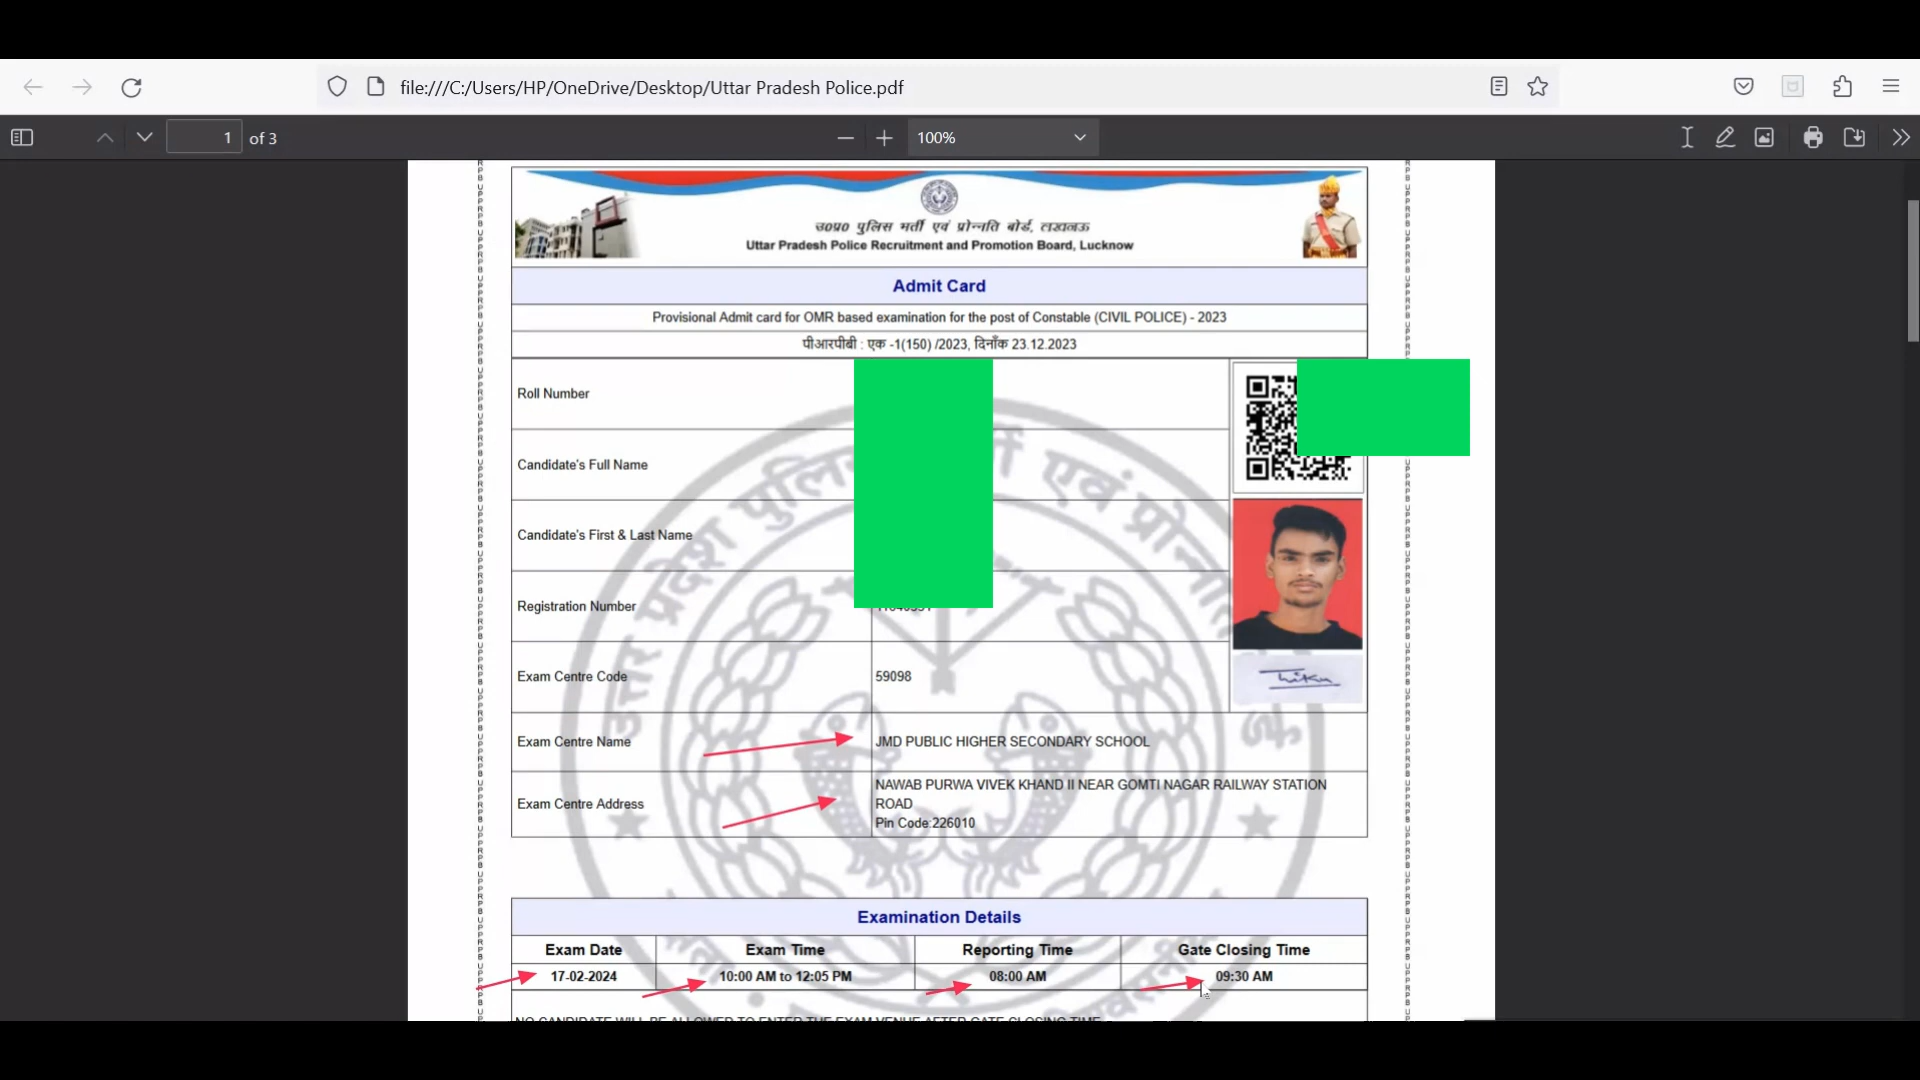 file:///C:/Users/HP/OneDrive/Desktop/Uttar Pradesh Police.pdf
1 of 3
100%
उ0प्र0 पुलिस भर्ती एवं प्रोन्नति बोर्ड, लखनऊ
Uttar Pradesh Police Recruitment and Promotion Board, Lucknow
Admit Card
Provisional Admit card for OMR based examination for the post of Constable (CIVIL POLICE) - 2023
पीआरपीबी : एक -1(150) /2023, दिनाँक 23.12.2023
Roll Number
Candidate's Full Name
Candidate's First & Last Name
Registration Number
Exam Centre Code 59098
Exam Centre Name JMD PUBLIC HIGHER SECONDARY SCHOOL
Exam Centre Address NAWAB PURWA VIVEK KHAND II NEAR GOMTI NAGAR RAILWAY STATION
ROAD
Pin Code:226010
Examination Details
Exam Date Exam Time Reporting Time Gate Closing Time
17-02-2024 10:00 AM to 12:05 PM 08:00 AM 09:30 AM
NO CANDIDATE WILL BE ALLOWED TO ENTER THE EXAM VENUE AFTER GATE CLOSING TIME